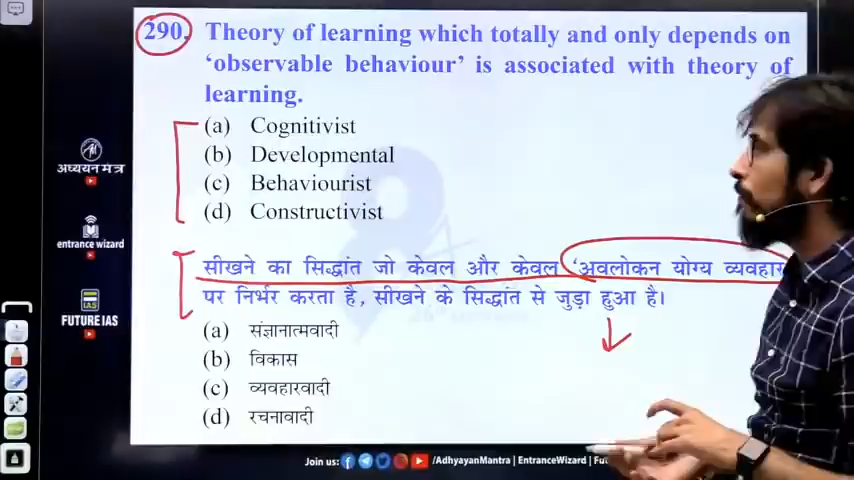 290. Theory of learning which totally and only depends on
‘observable behaviour’ is associated with theory of
learning.
(a) Cognitivist
(b) Developmental
(c) Behaviourist
(d) Constructivist
सीखने का सिद्धांत जो केवल और केवल ‘अवलोकन योग्य व्यवहार
पर निर्भर करता है, सीखने के सिद्धांत से जुड़ा हुआ है।
(a) संज्ञानात्मवादी
(b) विकास
(c) व्यवहारवादी
(d) रचनावादी
अध्ययन मंत्र
entrance wizard
IAS
FUTURE IAS
Join us: /AdhyayanMantra | EntranceWizard |